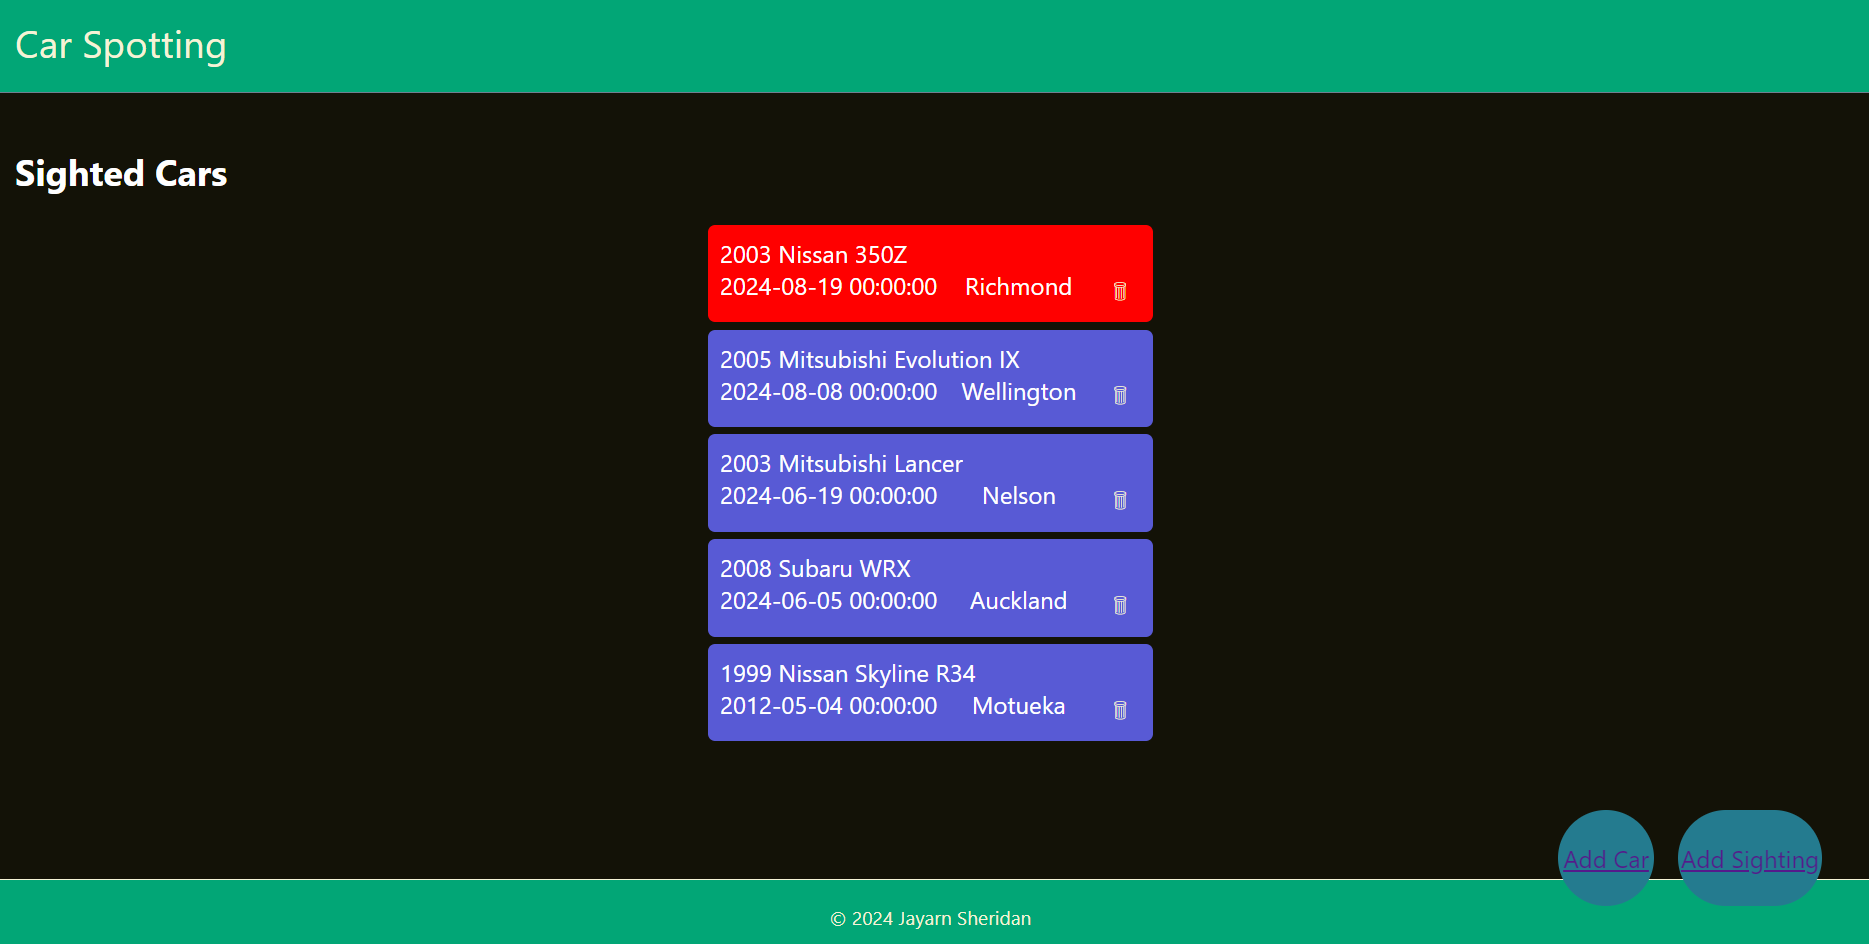 Car Spotting
Sighted Cars
2003 Nissan 350Z
2024-08-19 00:00:00 Richmond
2005 Mitsubishi Evolution IX
2024-08-08 00:00:00 Wellington
2003 Mitsubishi Lancer
2024-06-19 00:00:00 Nelson
2008 Subaru WRX
2024-06-05 00:00:00 Auckland
1999 Nissan Skyline R34
2012-05-04 00:00:00 Motueka
Add Car Add Sighting
© 2024 Jayarn Sheridan